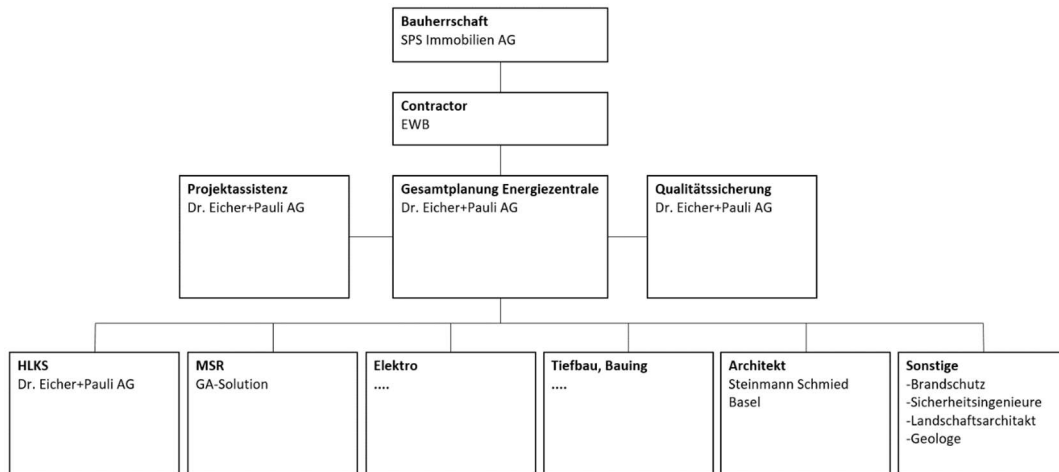 Bauherrschaft
SPS Immobilien AG
Contractor
EWB
Projektassistenz
Dr. Eicher+Pauli AG
Gesamtplanung Energiezentrale
Dr. Eicher+Pauli AG
Qualitätssicherung
Dr. Eicher+Pauli AG
HLKS
Dr. Eicher+Pauli AG
MSR
GA-Solution
Elektro
....
Tiefbau, Bauing
....
Architekt
Steinmann Schmied
Basel
Sonstige
-Brandschutz
-Sicherheitsingenieure
-Landschaftsarchitakt
-Geologe